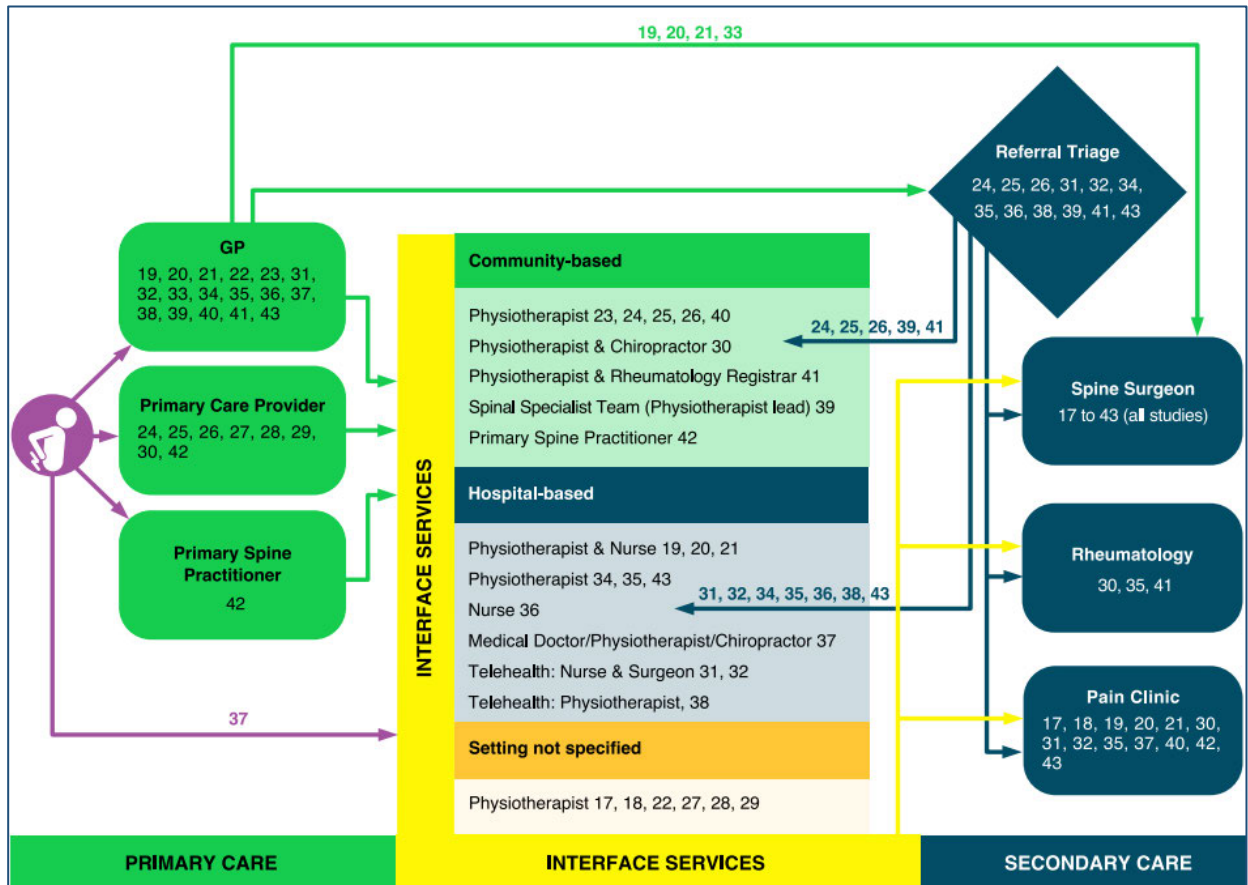 19, 20, 21, 33
Referral Triage
24, 25, 26, 31, 32, 34,
35, 36, 38, 39, 41, 43
GP
19, 20, 21, 22, 23, 31,
32, 33, 34, 35, 36, 37,
38, 39, 40, 41, 43
Primary Care Provider
24, 25, 26, 27, 28, 29,
30, 42
Primary Spine
Practitioner
42
37
INTERFACE SERVICES
Community-based
Physiotherapist 23, 24, 25, 26, 40
Physiotherapist & Chiropractor 30
Physiotherapist & Rheumatology Registrar 41
Spinal Specialist Team (Physiotherapist lead) 39
Primary Spine Practitioner 42
24, 25, 26, 39, 41
Hospital-based
Physiotherapist & Nurse 19, 20, 21
Physiotherapist 34, 35, 43
Nurse 36
Medical Doctor/Physiotherapist/Chiropractor 37
Telehealth: Nurse & Surgeon 31, 32
Telehealth: Physiotherapist, 38
31, 32, 34, 35, 36, 38, 43
Setting not specified
Physiotherapist 17, 18, 22, 27, 28, 29
Spine Surgeon
17 to 43 (all studies)
Rheumatology
30, 35, 41
Pain Clinic
17, 18, 19, 20, 21, 30,
31, 32, 35, 37, 40, 42,
43
PRIMARY CARE
INTERFACE SERVICES
SECONDARY CARE